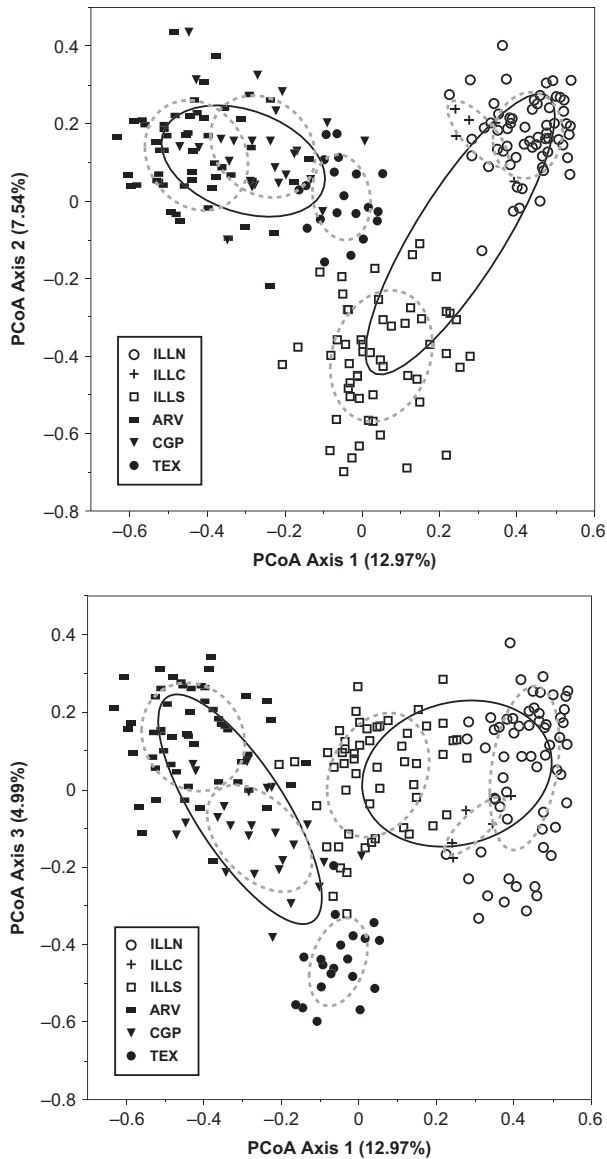 0.4
0.2
0
−0.2
−0.4
−0.6
−0.8
PCoA Axis 2 (7.54%)
ILLN
ILLC
ILLS
ARV
CGP
TEX
−0.6
−0.4
−0.2
0
0.2
0.4
0.6
PCoA Axis 1 (12.97%)
0.4
0.2
0
−0.2
−0.4
−0.6
−0.8
PCoA Axis 3 (4.99%)
ILLN
ILLC
ILLS
ARV
CGP
TEX
−0.6
−0.4
−0.2
0
0.2
0.4
0.6
PCoA Axis 1 (12.97%)